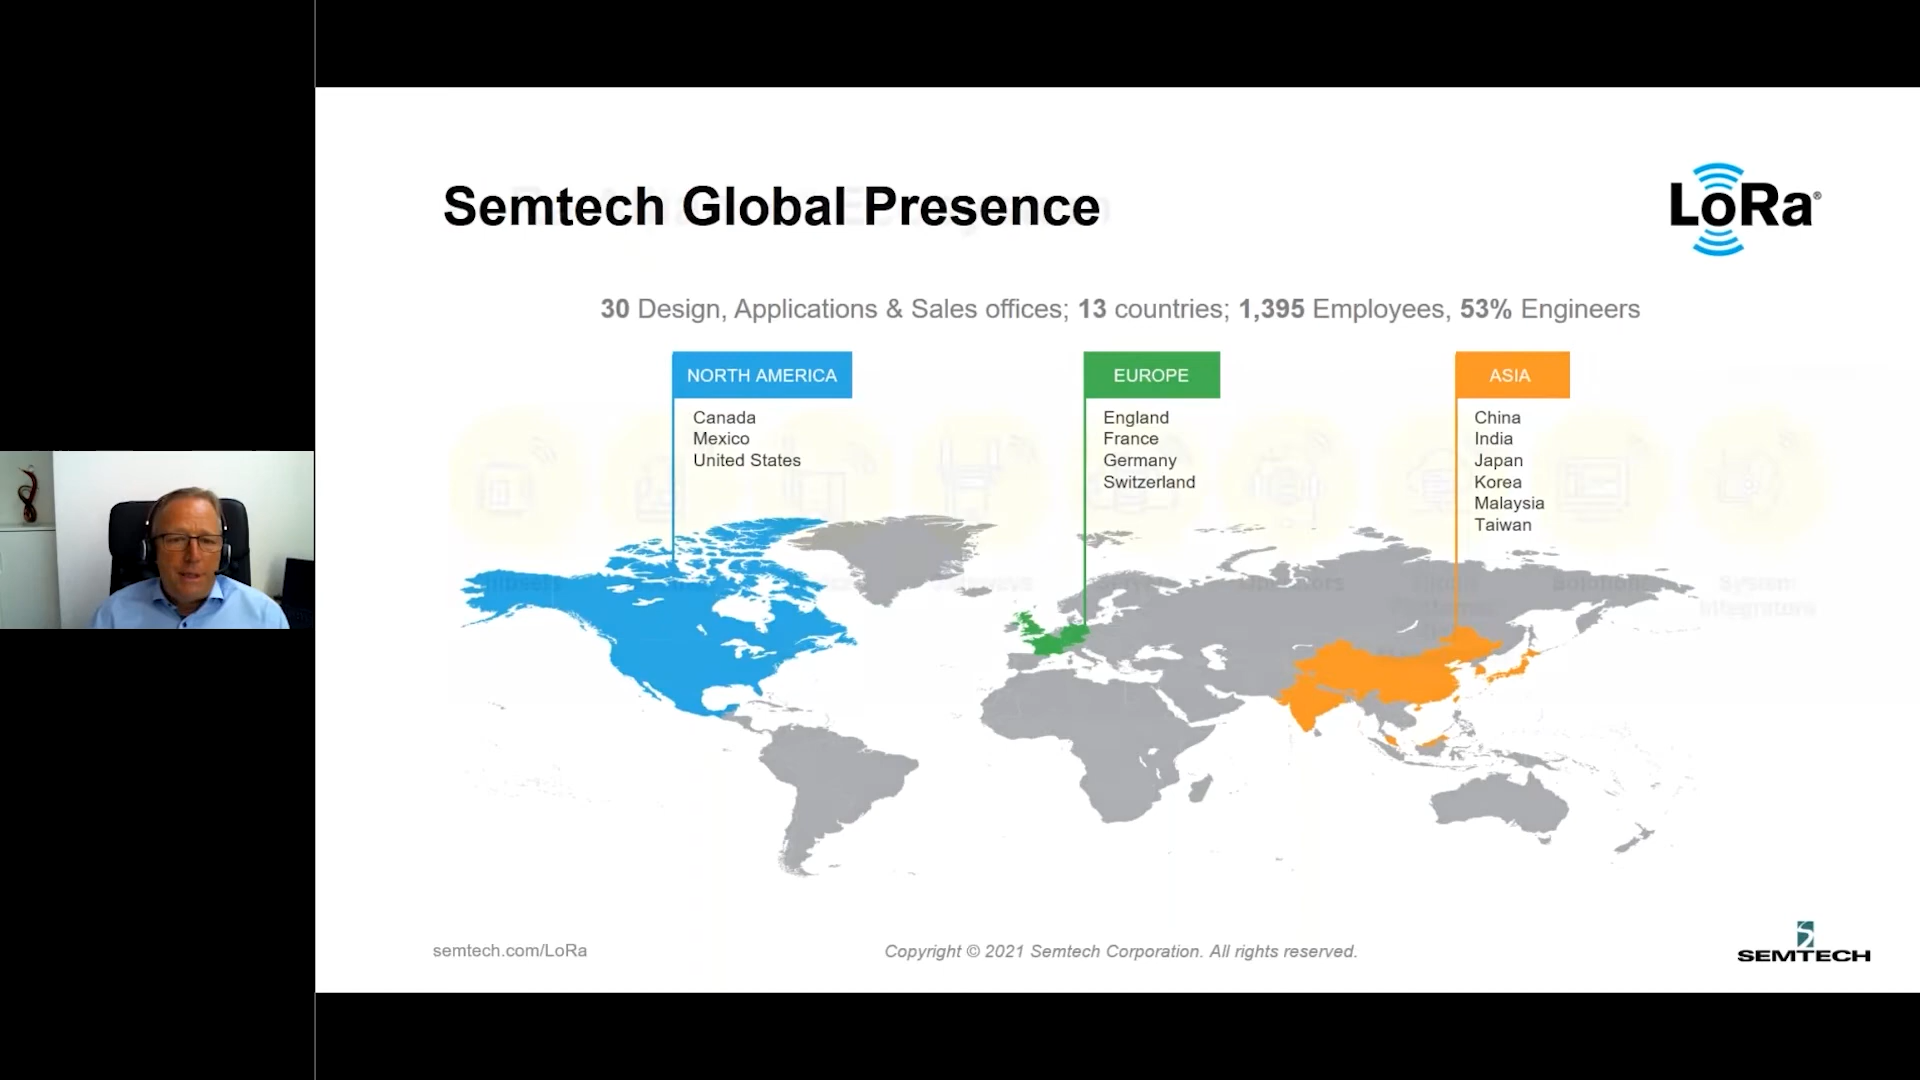 Semtech Global Presence
LoRa®
30 Design, Applications & Sales offices; 13 countries; 1,395 Employees, 53% Engineers
NORTH AMERICA
Canada
Mexico
United States
EUROPE
England
France
Germany
Switzerland
ASIA
China
India
Japan
Korea
Malaysia
Taiwan
semtech.com/LoRa
Copyright © 2021 Semtech Corporation. All rights reserved.
SEMTECH